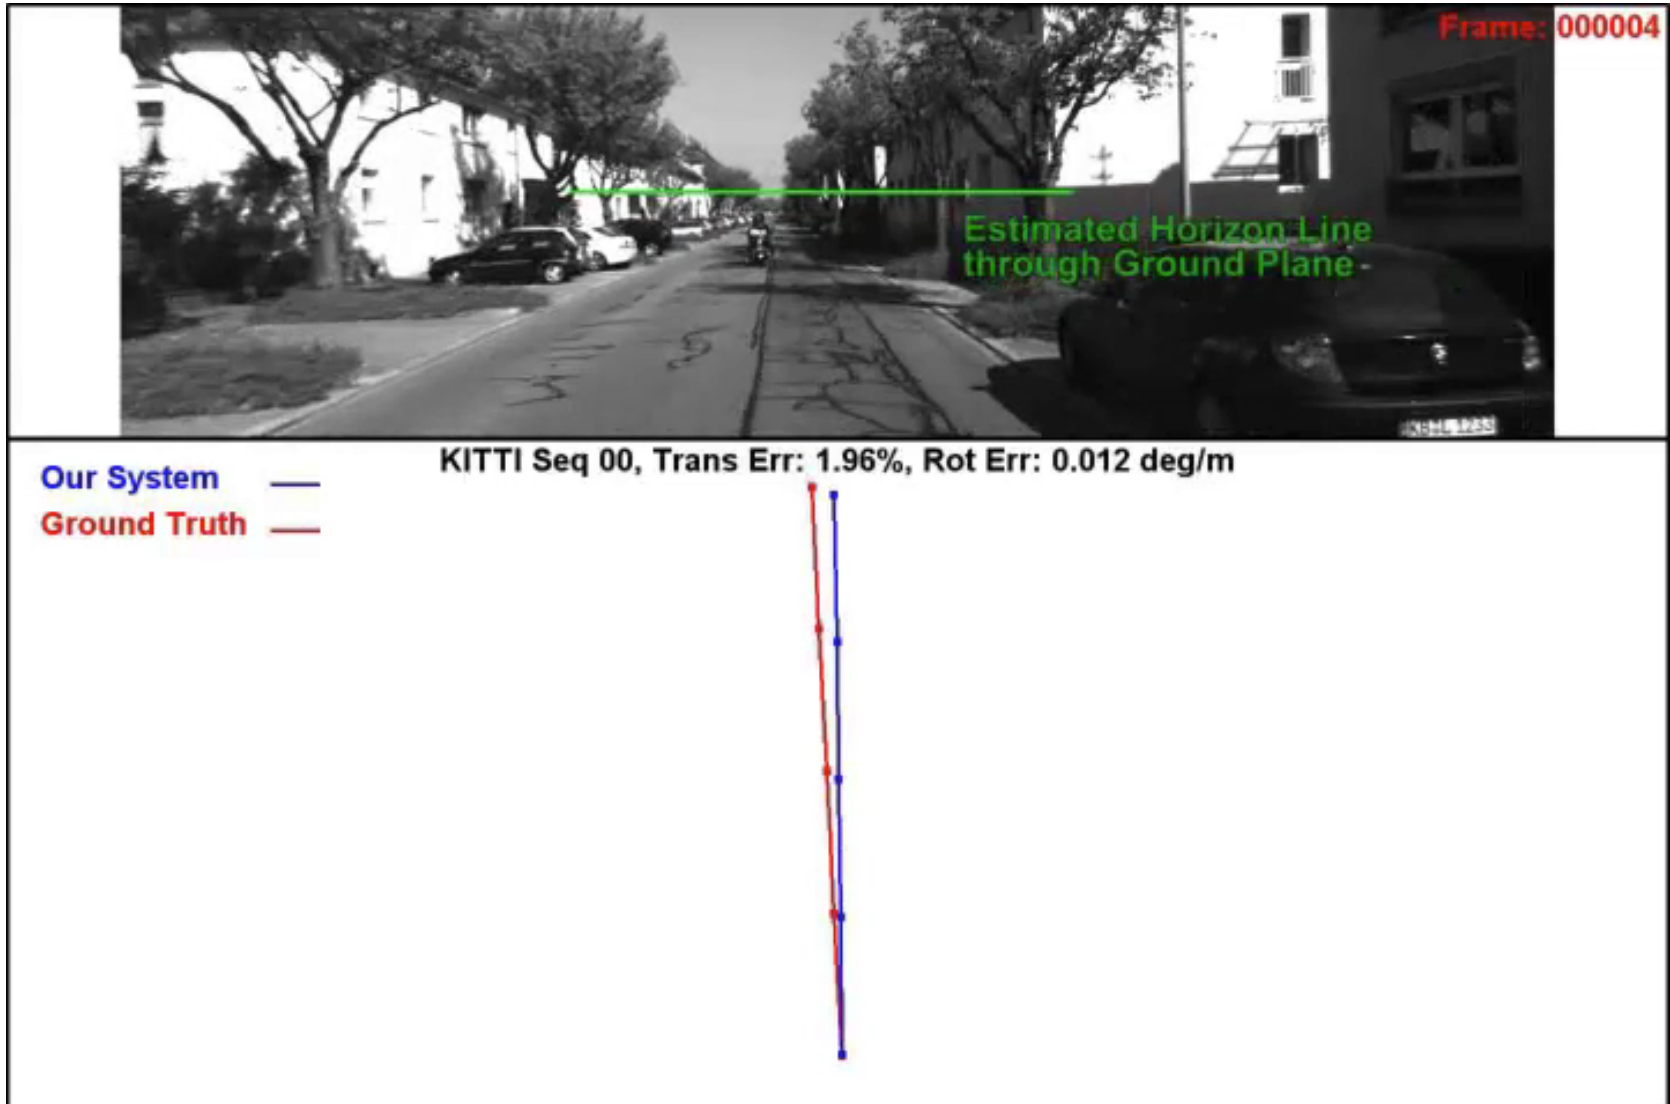 Frame: 000004
Estimated Horizon Line
through Ground Plane
KITTI Seq 00, Trans Err: 1.96%, Rot Err: 0.012 deg/m
Our System
Ground Truth